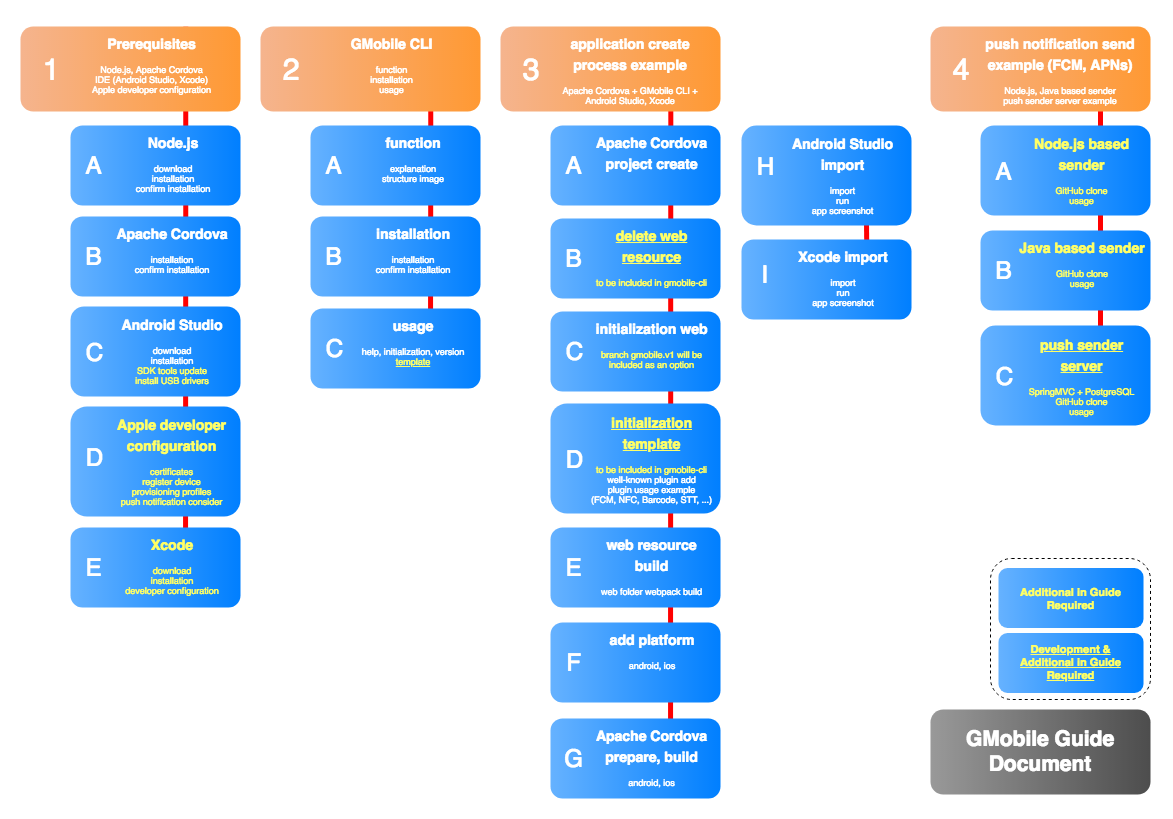 1
Prerequisites
Node.js, Apache Cordova
IDE (Android Studio, Xcode)
Apple developer configuration
A
Node.js
download
installation
confirm installation
B
Apache Cordova
installation
confirm installation
C
Android Studio
download
installation
SDK tools update
install USB drivers
D
Apple developer
configuration
certificates
register device
provisioning profiles
push notification consider
E
Xcode
download
installation
developer configuration
2
GMobile CLI
function
installation
usage
A
function
explanation
structure image
B
installation
installation
confirm installation
C
usage
help, initialization, version
template
3
application create
process example
Apache Cordova + GMobile CLI +
Android Studio, Xcode
A
Apache Cordova
project create
B
delete web
resource
to be included in gmobile-cli
C
initialization web
branch gmobile.v1 will be
included as an option
D
initialization
template
to be included in gmobile-cli
well-known plugin add
plugin usage example
(FCM, NFC, Barcode, STT, ...)
E
web resource
build
web folder webpack build
F
add platform
android, ios
G
Apache Cordova
prepare, build
android, ios
H
Android Studio
import
import
run
app screenshot
I
Xcode import
import
run
app screenshot
4
push notification send
example (FCM, APNs)
Node.js, Java based sender
push sender server example
A
Node.js based
sender
GitHub clone
usage
B
Java based sender
GitHub clone
usage
C
push sender
server
SpringMVC + PostgreSQL
GitHub clone
usage
Additional in Guide
Required
Development &
Additional in Guide
Required
GMobile Guide
Document